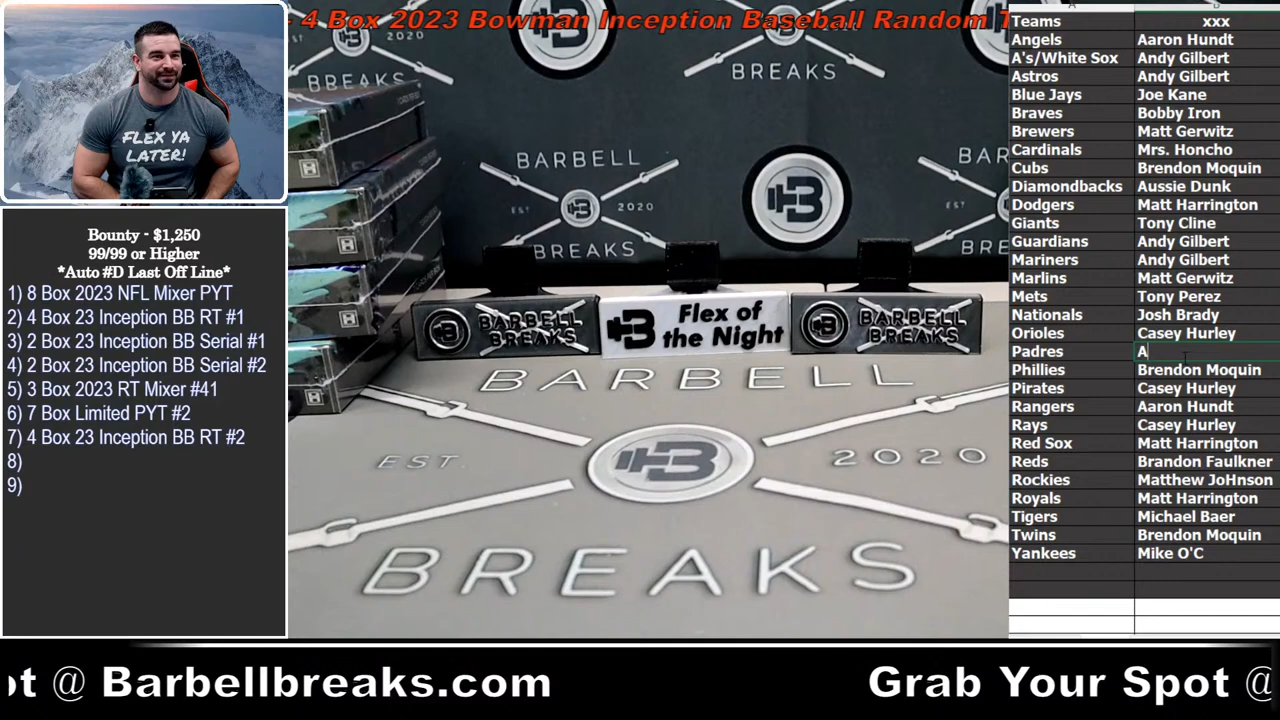 - 4 Box 2023 Bowman Inception Baseball Random T
FLEX YA
LATER!
Bounty - $1,250
99/99 or Higher
*Auto #D Last Off Line*
1) 8 Box 2023 NFL Mixer PYT
2) 4 Box 23 Inception BB RT #1
3) 2 Box 23 Inception BB Serial #1
4) 2 Box 23 Inception BB Serial #2
5) 3 Box 2023 RT Mixer #41
6) 7 Box Limited PYT #2
7) 4 Box 23 Inception BB RT #2
8)
9)
2020
BREAKS
BARBELL
EST 2020
BREAKS
BAR
EST
BRE
BARBELL
BREAKS
Flex of
the Night
BARBELL
BREAKS
BARBELL
EST. 2020
BREAKS
Teams xxx
Angels Aaron Hundt
A's/White Sox Andy Gilbert
Astros Andy Gilbert
Blue Jays Joe Kane
Braves Bobby Iron
Brewers Matt Gerwitz
Cardinals Mrs. Honcho
Cubs Brendon Moquin
Diamondbacks Aussie Dunk
Dodgers Matt Harrington
Giants Tony Cline
Guardians Andy Gilbert
Mariners Andy Gilbert
Marlins Matt Gerwitz
Mets Tony Perez
Nationals Josh Brady
Orioles Casey Hurley
Padres A
Phillies Brendon Moquin
Pirates Casey Hurley
Rangers Aaron Hundt
Rays Casey Hurley
Red Sox Matt Harrington
Reds Brandon Faulkner
Rockies Matthew JoHnson
Royals Matt Harrington
Tigers Michael Baer
Twins Brendon Moquin
Yankees Mike O'C
ot @ Barbellbreaks.com Grab Your Spot @